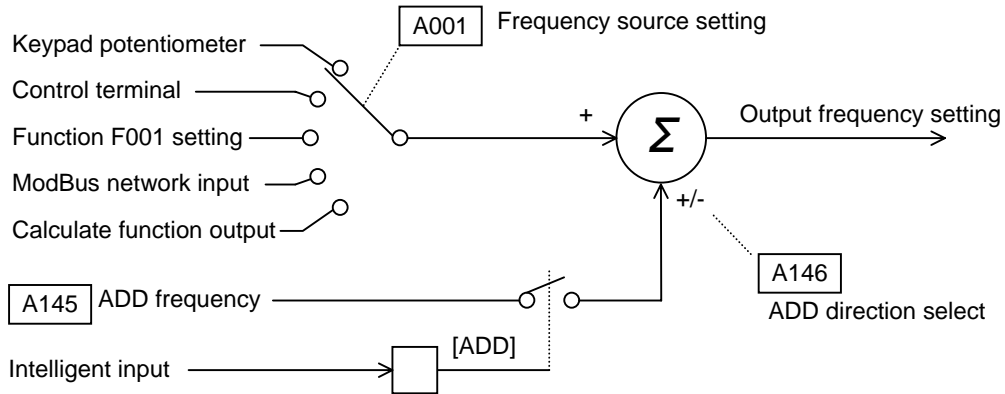 A001 Frequency source setting
Keypad potentiometer
Control terminal
Function F001 setting
ModBus network input
Calculate function output
+
Σ
Output frequency setting
+/-
A146
ADD direction select
A145 ADD frequency
[ADD]
Intelligent input